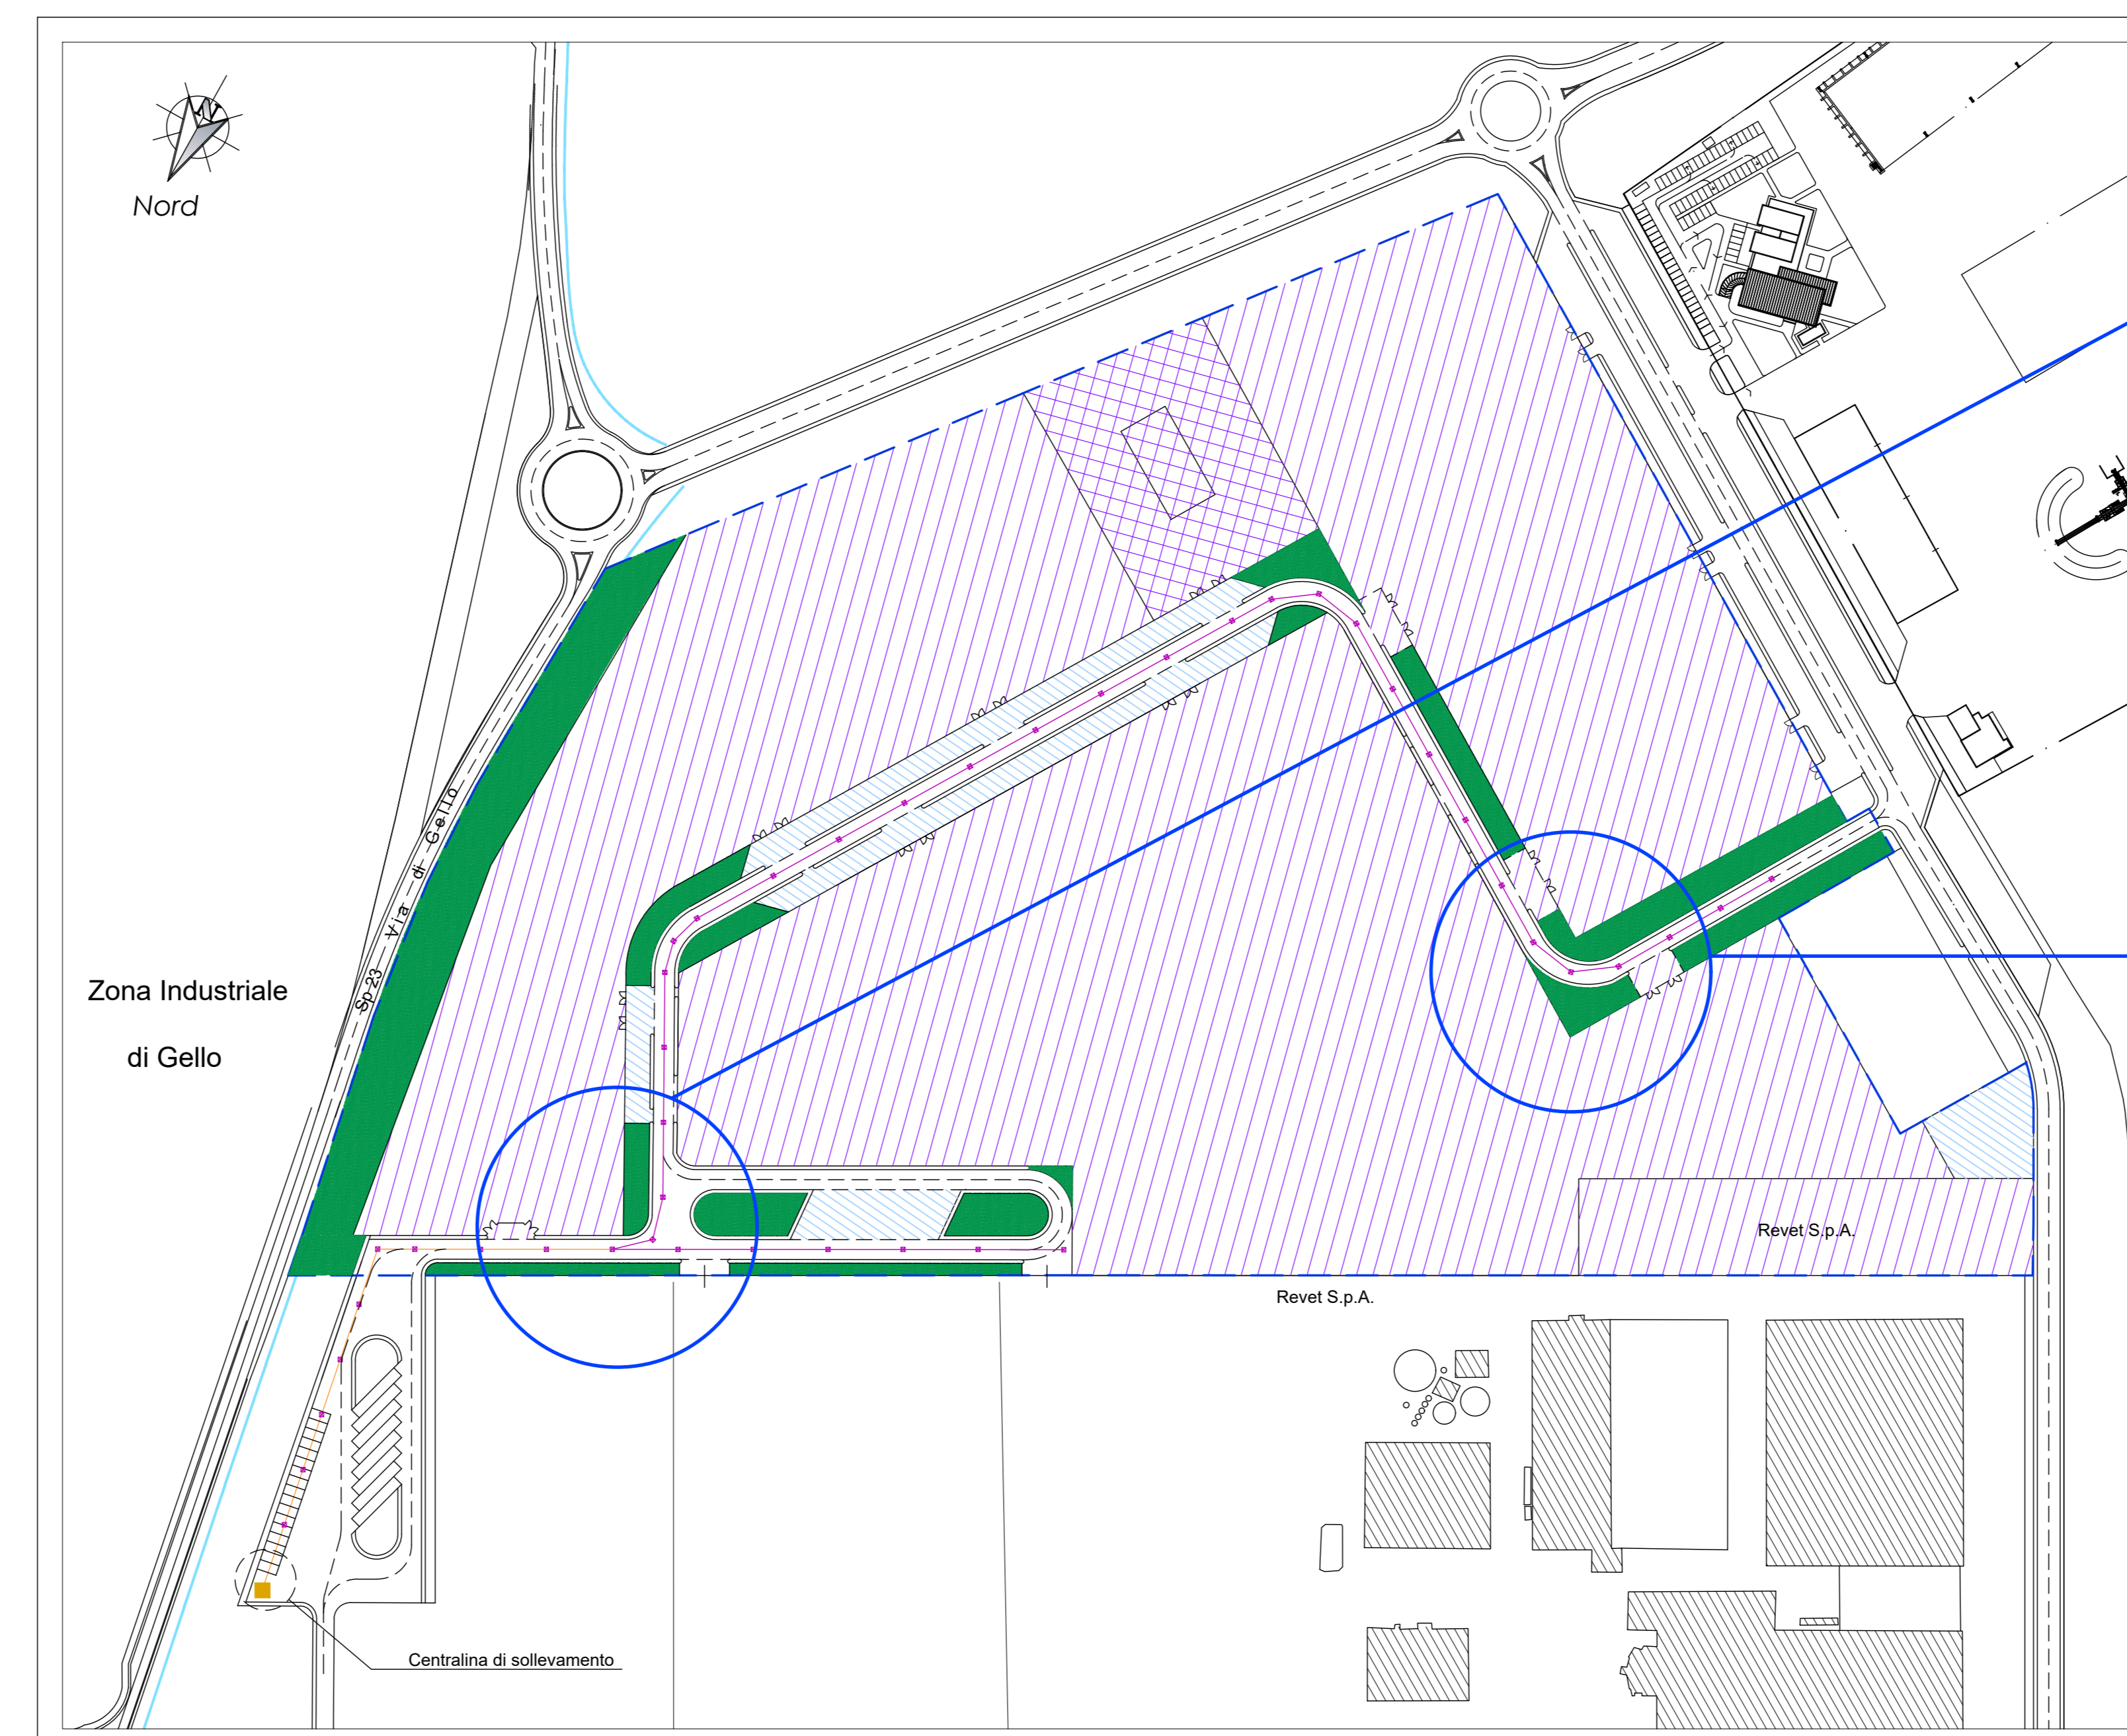 N
Nord
Sp 23 Via di Gello
Zona Industriale
di Gello
Revet S.p.A.
Revet S.p.A.
Centralina di sollevamento